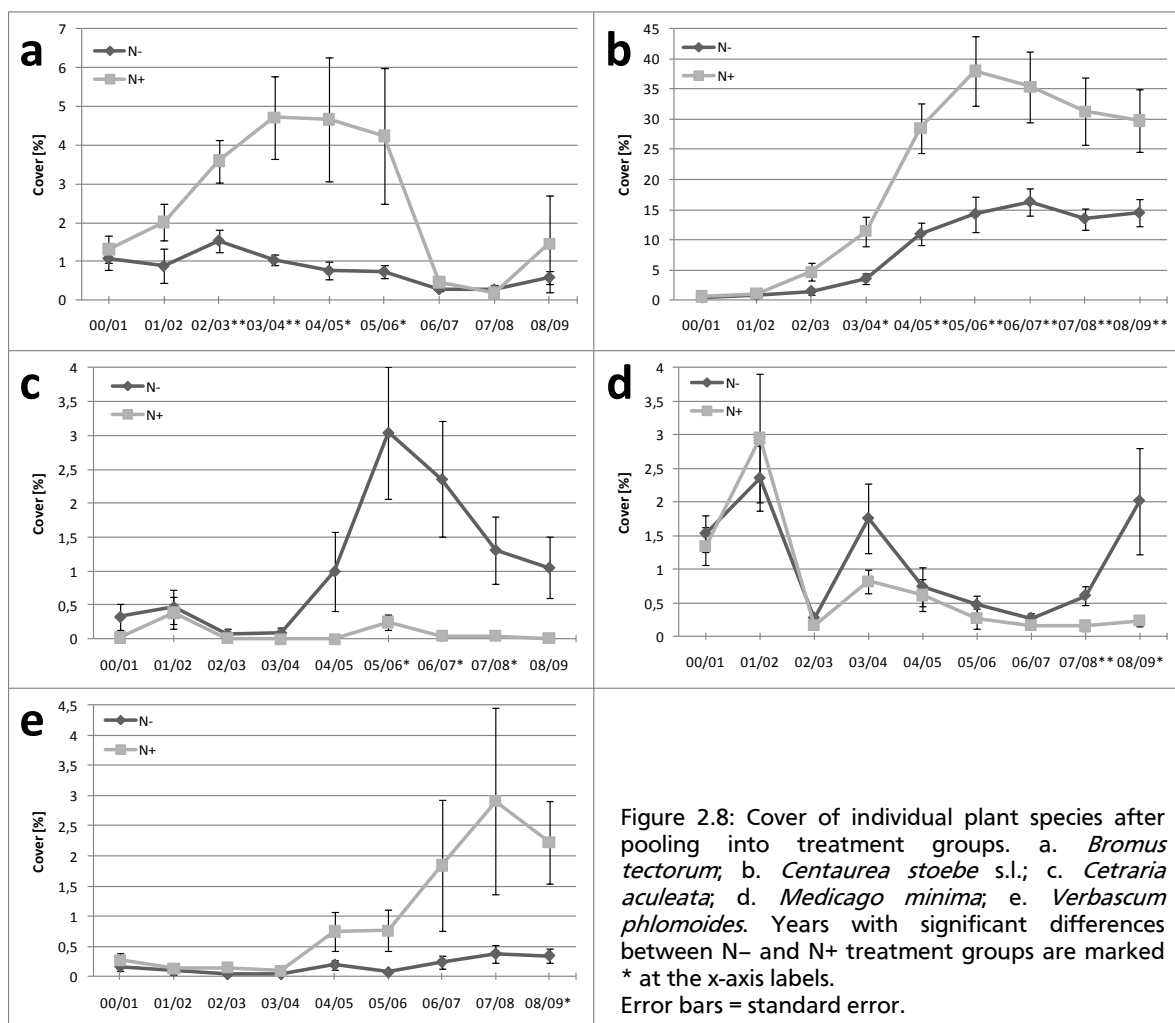 a
N-
N+
Cover [%]
7
6
5
4
3
2
1
0
00/01 01/02 02/03** 03/04** 04/05* 05/06* 06/07 07/08 08/09
b
N-
N+
Cover [%]
45
40
35
30
25
20
15
10
5
0
00/01 01/02 02/03 03/04* 04/05** 05/06** 06/07** 07/08** 08/09**
c
N-
N+
Cover [%]
4
3,5
3
2,5
2
1,5
1
0,5
0
00/01 01/02 02/03 03/04 04/05 05/06* 06/07* 07/08* 08/09
d
N-
N+
Cover [%]
4
3,5
3
2,5
2
1,5
1
0,5
0
00/01 01/02 02/03 03/04 04/05 05/06 06/07 07/08** 08/09*
e
N-
N+
Cover [%]
4,5
4
3,5
3
2,5
2
1,5
1
0,5
0
00/01 01/02 02/03 03/04 04/05 05/06 06/07 07/08 08/09*
Figure 2.8: Cover of individual plant species after
pooling into treatment groups. a. Bromus
tectorum; b. Centaurea stoebe s.l.; c. Cetraria
aculeata; d. Medicago minima; e. Verbascum
phlomoides. Years with significant differences
between N– and N+ treatment groups are marked
* at the x-axis labels.
Error bars = standard error.